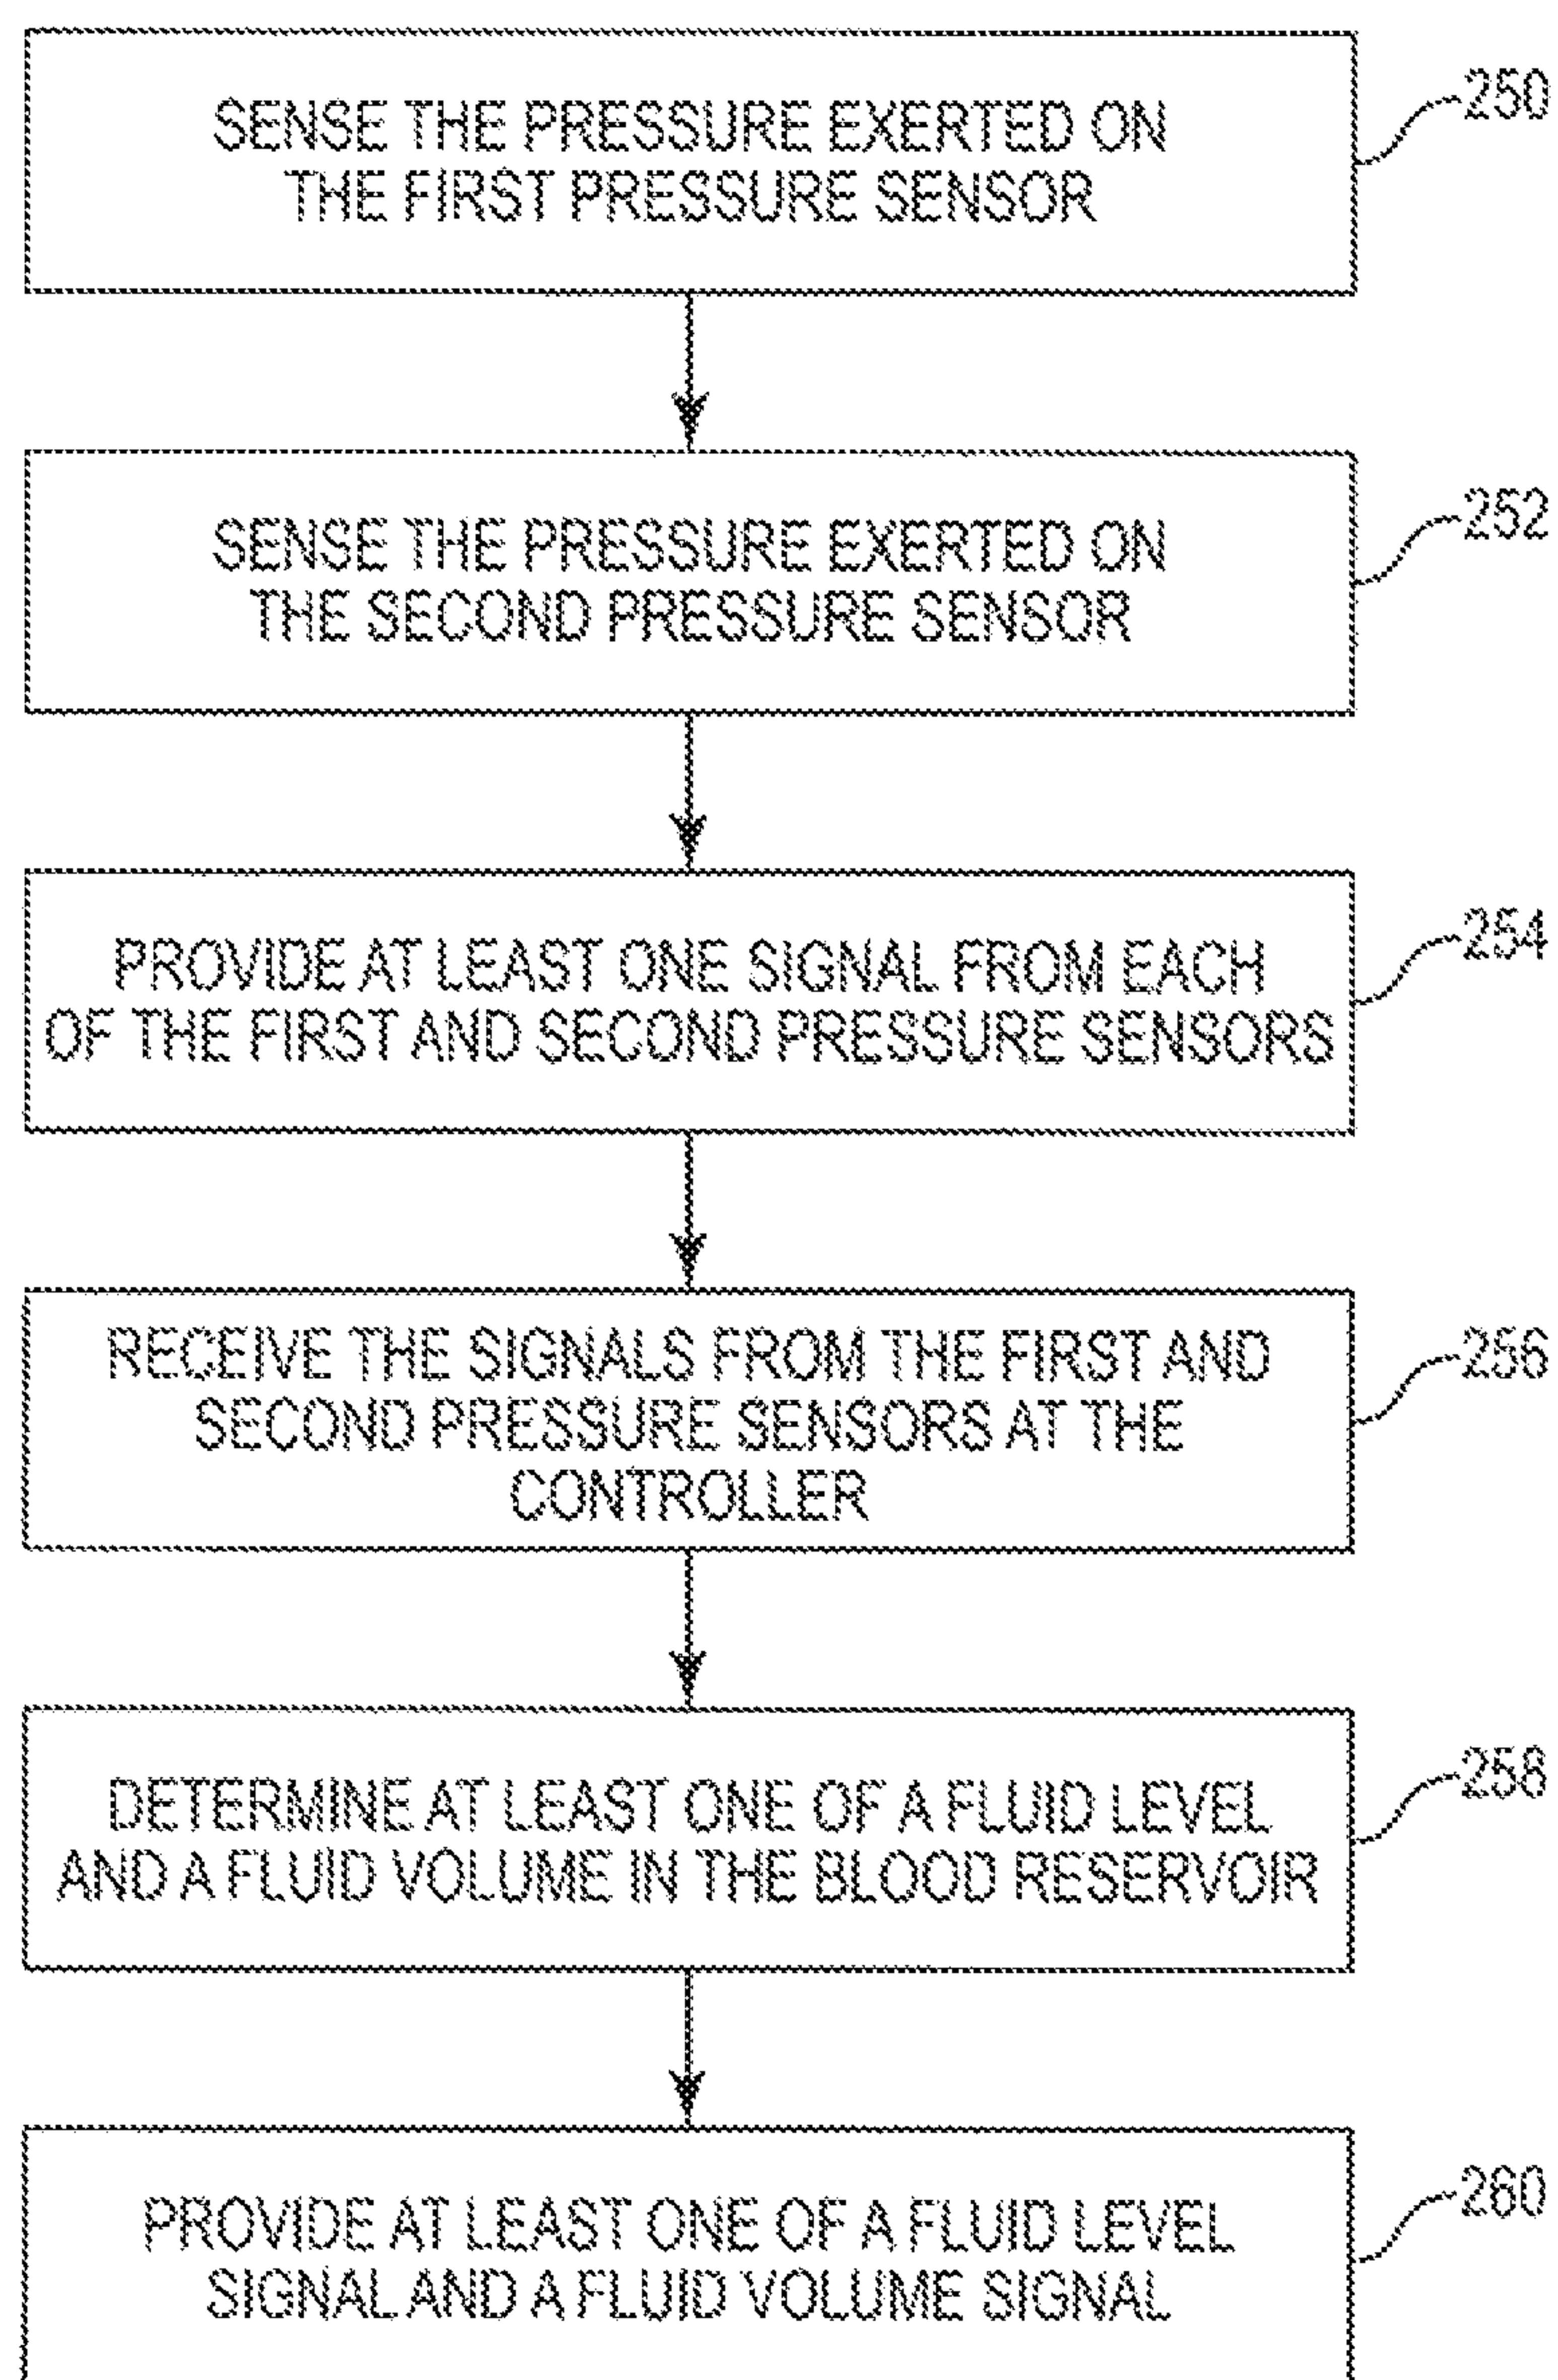 SENSE THE PRESSURE EXERTED ON
THE FIRST PRESSURE SENSOR
250
SENSE THE PRESSURE EXERTED ON
THE SECOND PRESSURE SENSOR
252
PROVIDE AT LEAST ONE SIGNAL FROM EACH
OF THE FIRST AND SECOND PRESSURE SENSORS
254
RECEIVE THE SIGNALS FROM THE FIRST AND
SECOND PRESSURE SENSORS AT THE
CONTROLLER
256
DETERMINE AT LEAST ONE OF A FLUID LEVEL
AND A FLUID VOLUME IN THE BLOOD RESERVOIR
258
PROVIDE AT LEAST ONE OF A FLUID LEVEL
SIGNAL AND A FLUID VOLUME SIGNAL
260